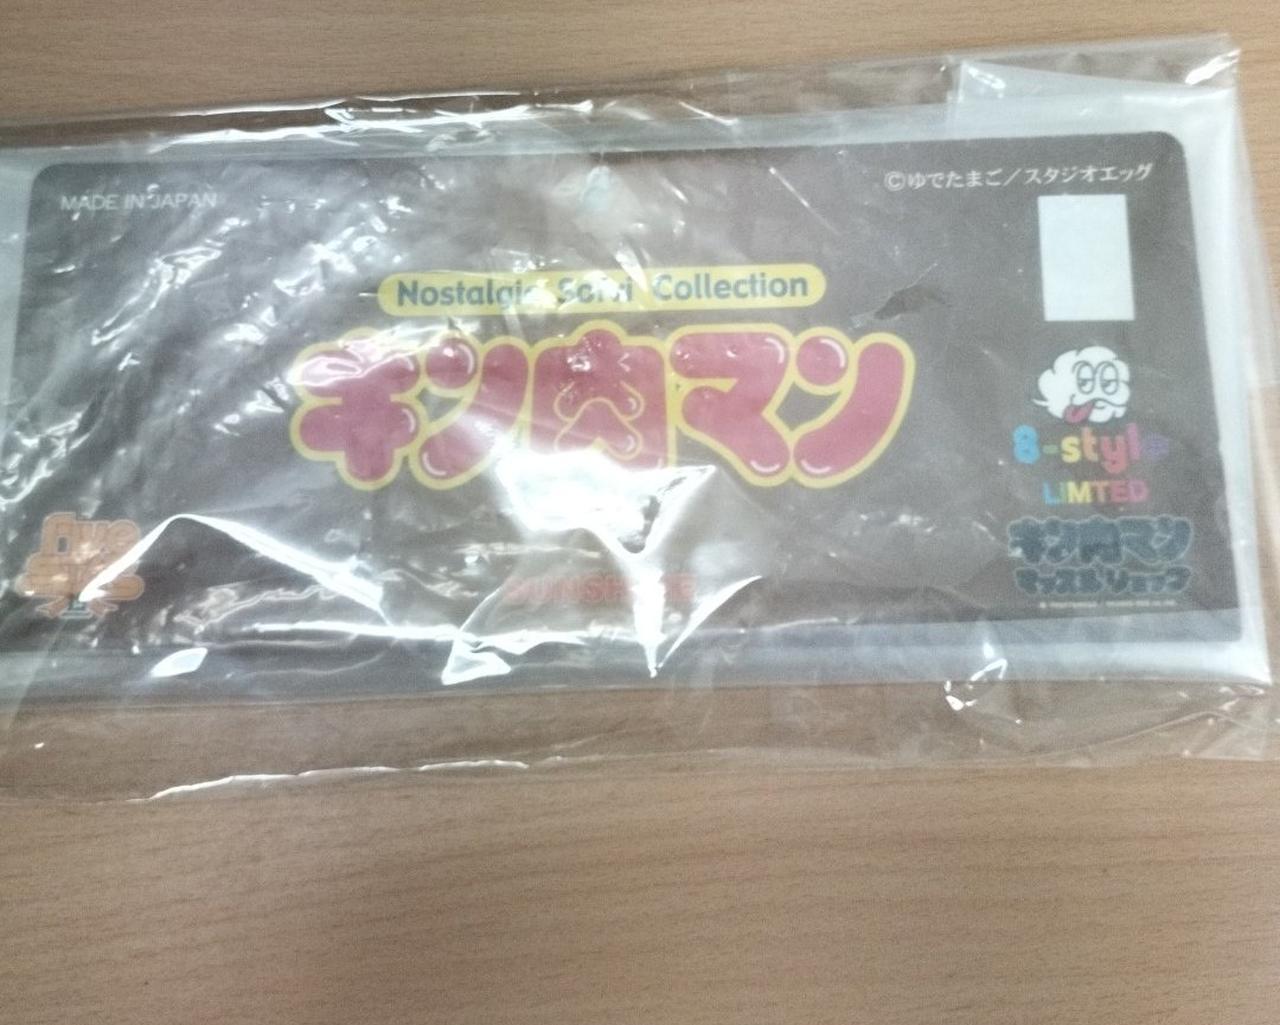 MADE IN JAPAN
©ゆでたまご／スタジオエッグ
Nostalgic Sofvi Collection
キン肉マン
8-style
LIMTED
five
キン肉マン
マッスルショップ
SUNSHINE